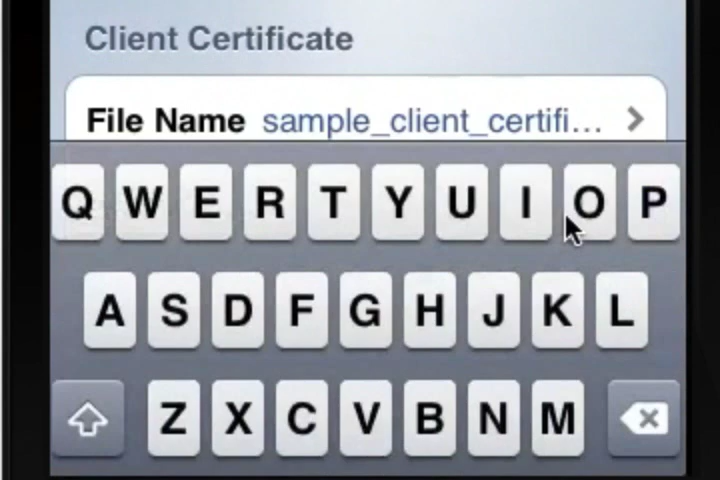 Client Certificate
File Name sample_client_certifi...
Q W E R T Y U I O P
A S D F G H J K L
Z X C V B N M